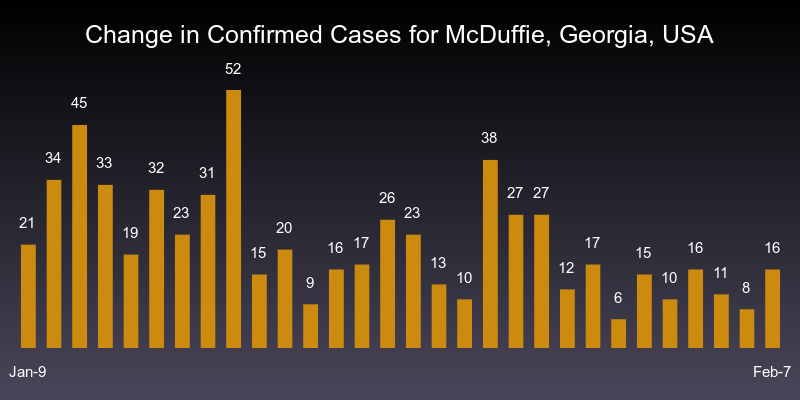 Change in Confirmed Cases for McDuffie, Georgia, USA
21 34 45 33 19 32 23 31 52 15 20 9 16 17 26 23 13 10 38 27 27 12 17 6 15 10 16 11 8 16
Jan-9 Feb-7